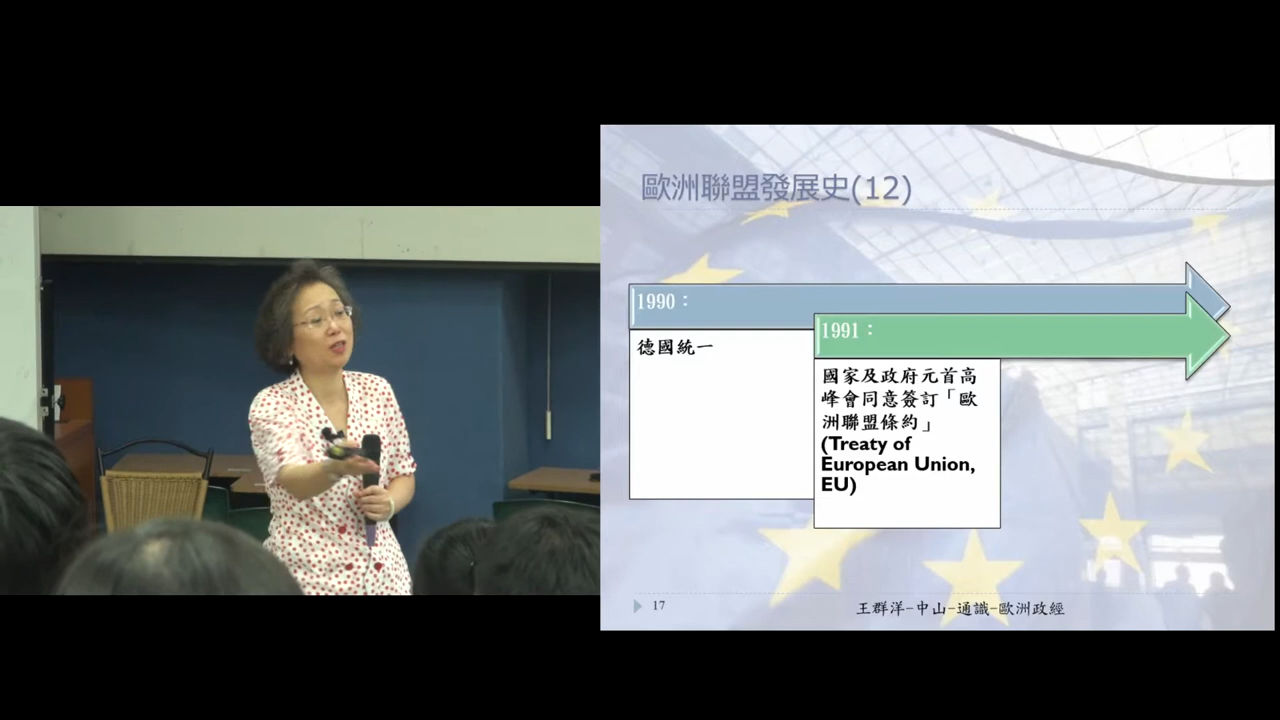 歐洲聯盟發展史(12)
1990：
德國統一
1991：
國家及政府元首高
峰會同意簽訂「歐
洲聯盟條約」
(Treaty of
European Union,
EU)
17
王群洋-中山-通識-歐洲政經